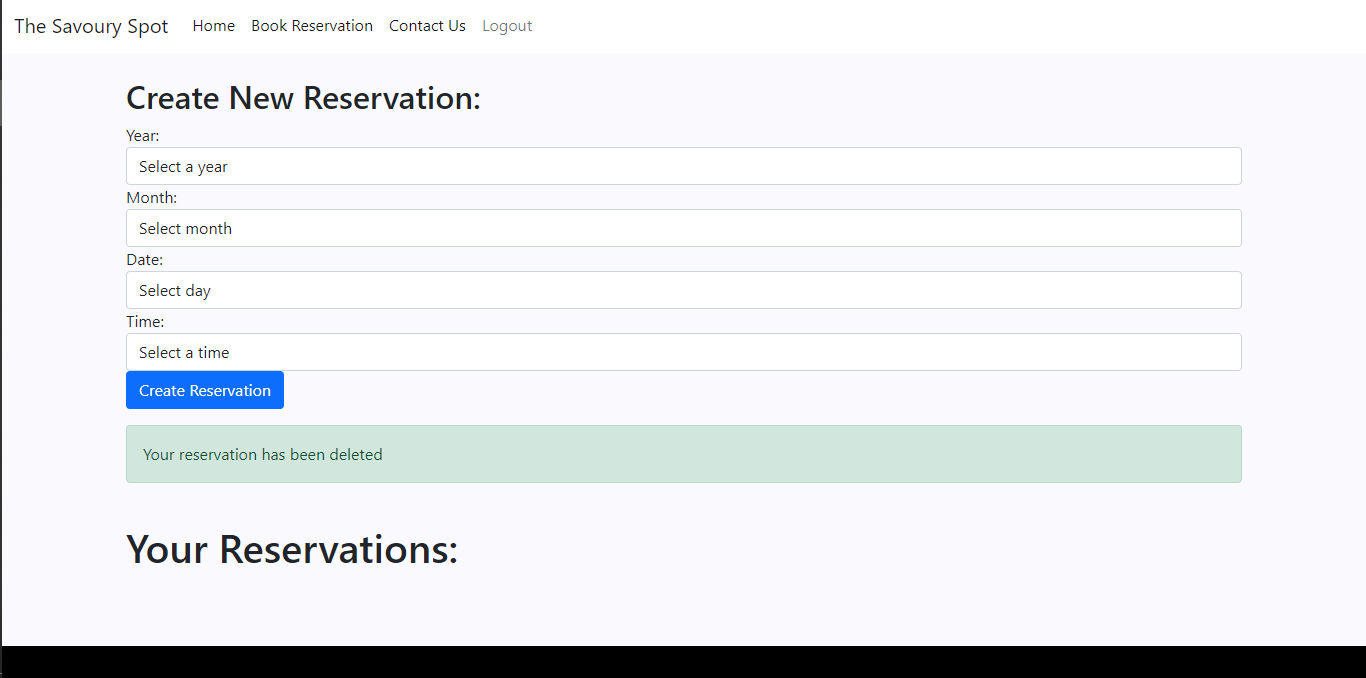 The Savoury Spot Home Book Reservation Contact Us Logout
Create New Reservation:
Year:
Select a year
Month:
Select month
Date:
Select day
Time:
Select a time
Create Reservation
Your reservation has been deleted
Your Reservations: